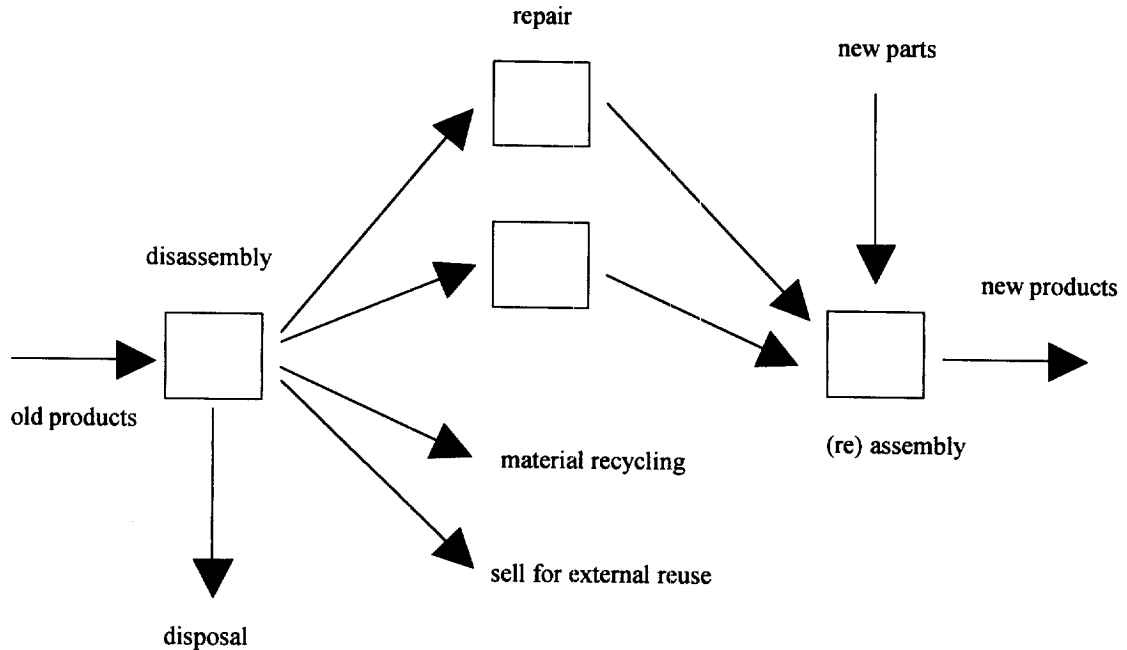 repair
new parts
disassembly
new products
old products
(re) assembly
material recycling
sell for external reuse
disposal